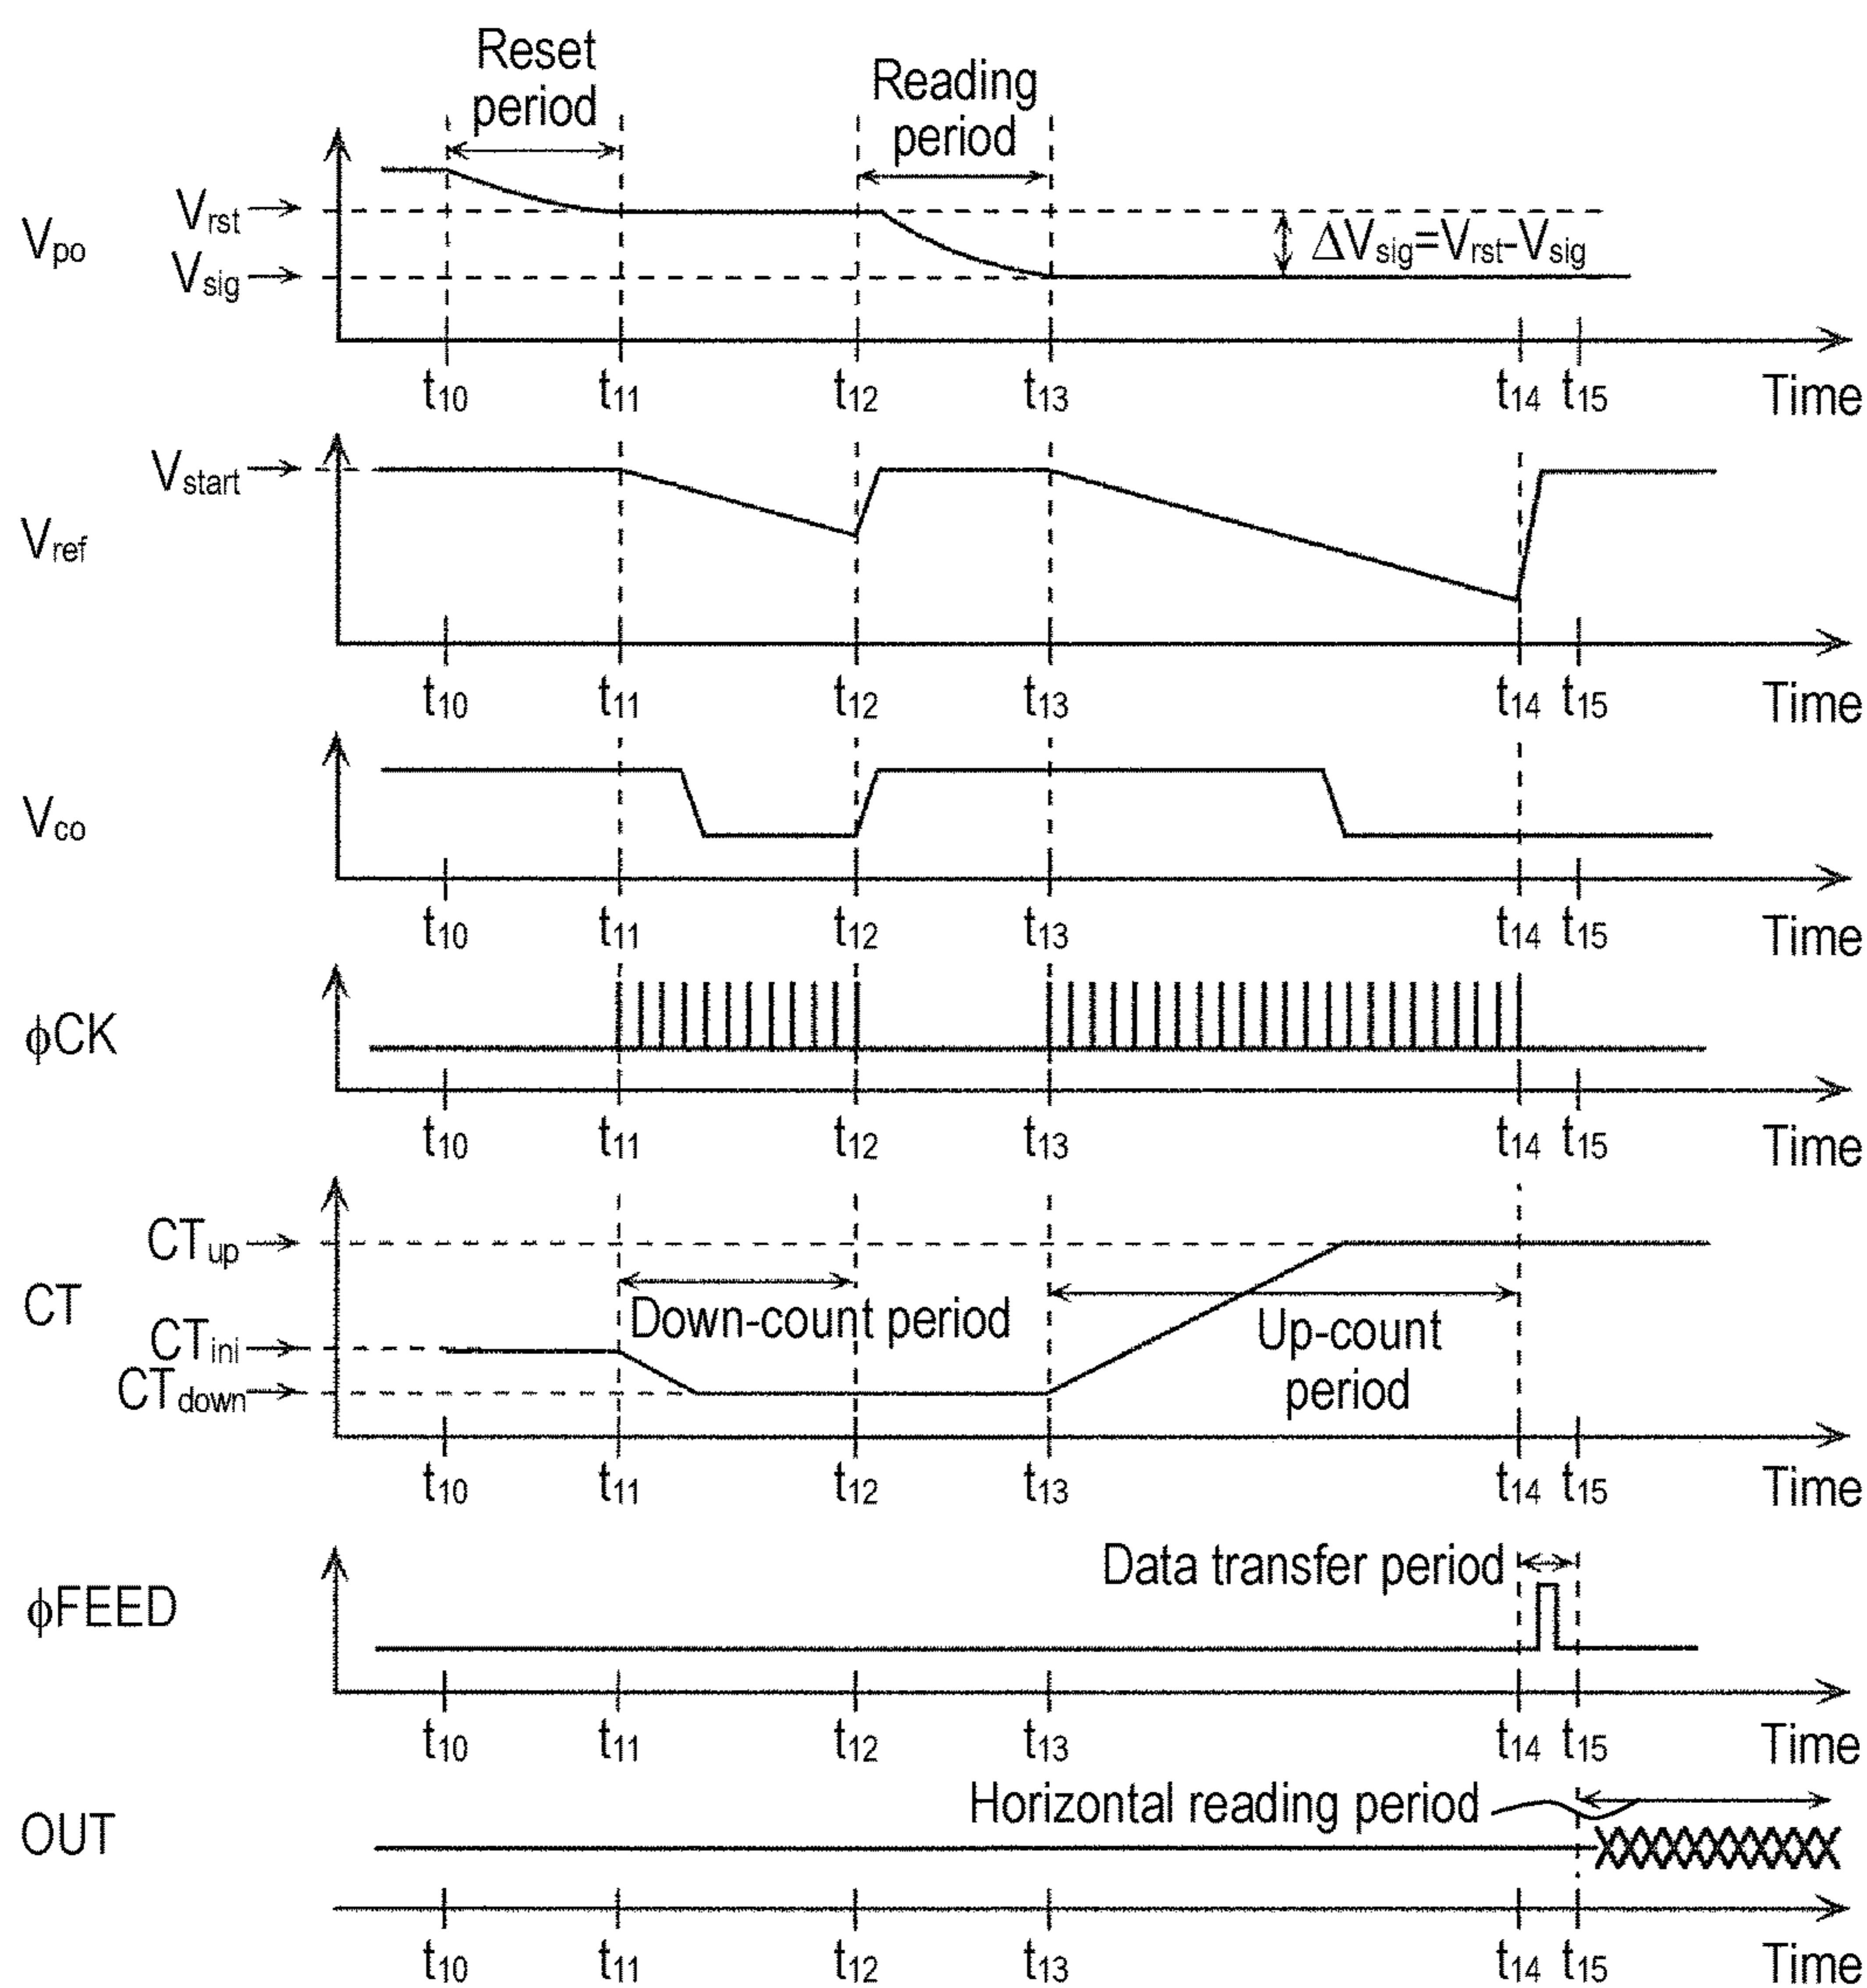 Reset
period
Reading
period
Vrst
Vpo
Vsig
ΔVsig=Vrst-Vsig
t10 t11 t12 t13 t14 t15 Time
Vstart
Vref
t10 t11 t12 t13 t14 t15 Time
Vco
t10 t11 t12 t13 t14 t15 Time
ϕCK
t10 t11 t12 t13 t14 t15 Time
CTup
CT
Down-count period
Up-count
period
CTini
CTdown
t10 t11 t12 t13 t14 t15 Time
Data transfer period
ϕFEED
t10 t11 t12 t13 t14 t15 Time
Horizontal reading period
OUT
t10 t11 t12 t13 t14 t15 Time